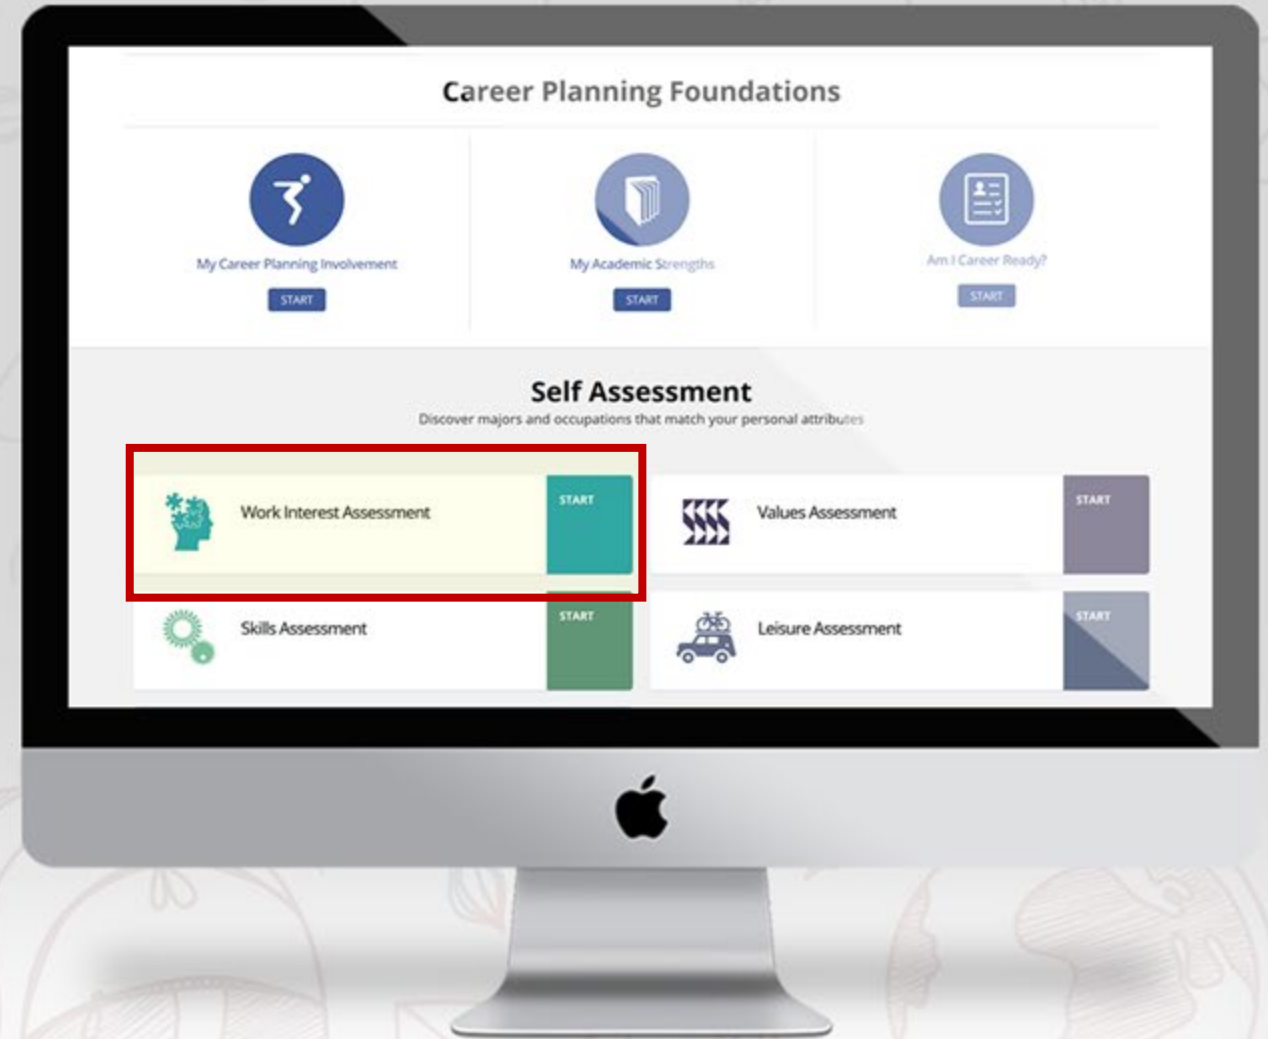 Career Planning Foundations
My Career Planning Involvement
START
My Academic Strengths
START
Am I Career Ready?
START
Self Assessment
Discover majors and occupations that match your personal attributes
Work Interest Assessment
START
Values Assessment
START
Skills Assessment
START
Leisure Assessment
START